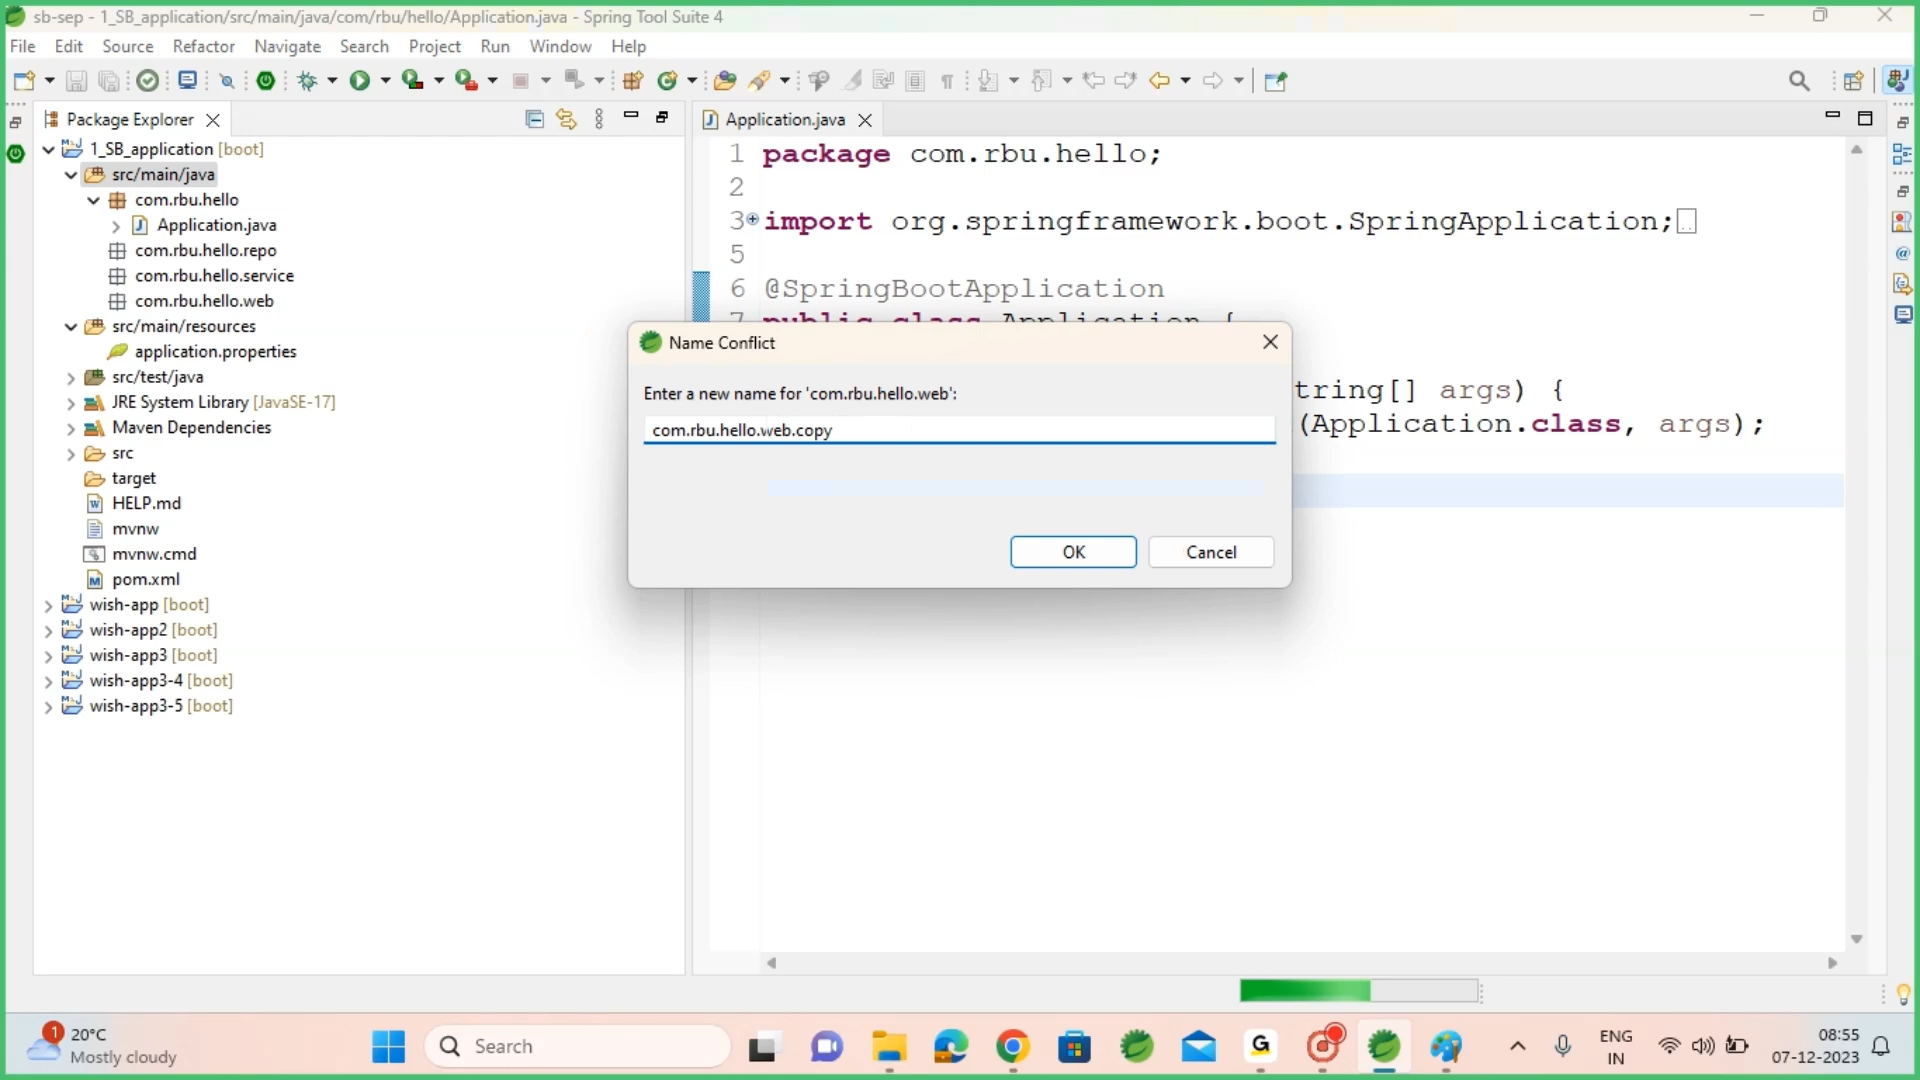 sb-sep - 1_SB_application/src/main/java/com/rbu/hello/Application.java - Spring Tool Suite 4
File Edit Source Refactor Navigate Search Project Run Window Help
Package Explorer
Application.java
1_SB_application [boot]
src/main/java
com.rbu.hello
Application.java
com.rbu.hello.repo
com.rbu.hello.service
com.rbu.hello.web
src/main/resources
application.properties
src/test/java
JRE System Library [JavaSE-17]
Maven Dependencies
src
target
HELP.md
mvnw
mvnw.cmd
pom.xml
wish-app [boot]
wish-app2 [boot]
wish-app3 [boot]
wish-app3-4 [boot]
wish-app3-5 [boot]
1 package com.rbu.hello;
2
3 import org.springframework.boot.SpringApplication;
5
6 @SpringBootApplication
7 public class Application {
tring[] args) {
(Application.class, args);
Name Conflict
Enter a new name for 'com.rbu.hello.web':
com.rbu.hello.web.copy
OK Cancel
1
20°C
Mostly cloudy
Search
G
ENG
IN
08:55
07-12-2023